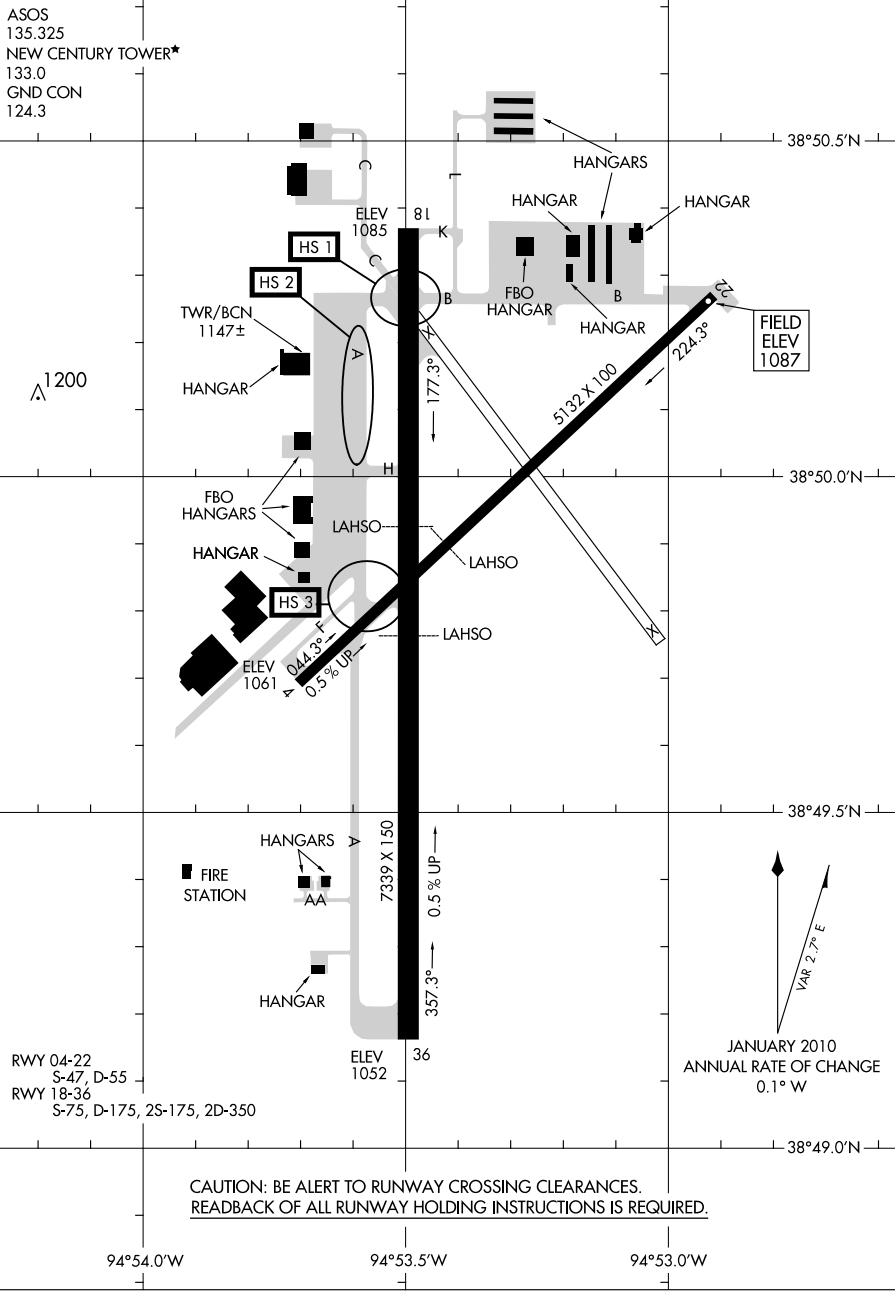 ASOS
135.325
NEW CENTURY TOWER★
133.0
GND CON
124.3
38°50.5'N
C
HANGARS
L
HANGAR
HANGAR
ELEV
1085
18
K
HS 1
C
HS 2
B
FBO
HANGAR
B
22
HANGAR
TWR/BCN
1147±
X
FIELD
ELEV
1087
A
177.3°
224.3°
1200
HANGAR
5132 X 100
H
38°50.0'N
FBO
HANGARS
LAHSO
HANGAR
LAHSO
HS 3
F
LAHSO
X
044.3°
0.5 % UP
ELEV
1061
4
38°49.5'N
HANGARS
A
7339 X 150
0.5 % UP
FIRE
STATION
AA
VAR 2.7° E
357.3°
HANGAR
ELEV
1052
36
JANUARY 2010
ANNUAL RATE OF CHANGE
0.1° W
RWY 04-22
S-47, D-55
RWY 18-36
S-75, D-175, 2S-175, 2D-350
38°49.0'N
CAUTION: BE ALERT TO RUNWAY CROSSING CLEARANCES.
READBACK OF ALL RUNWAY HOLDING INSTRUCTIONS IS REQUIRED.
94°54.0'W
94°53.5'W
94°53.0'W